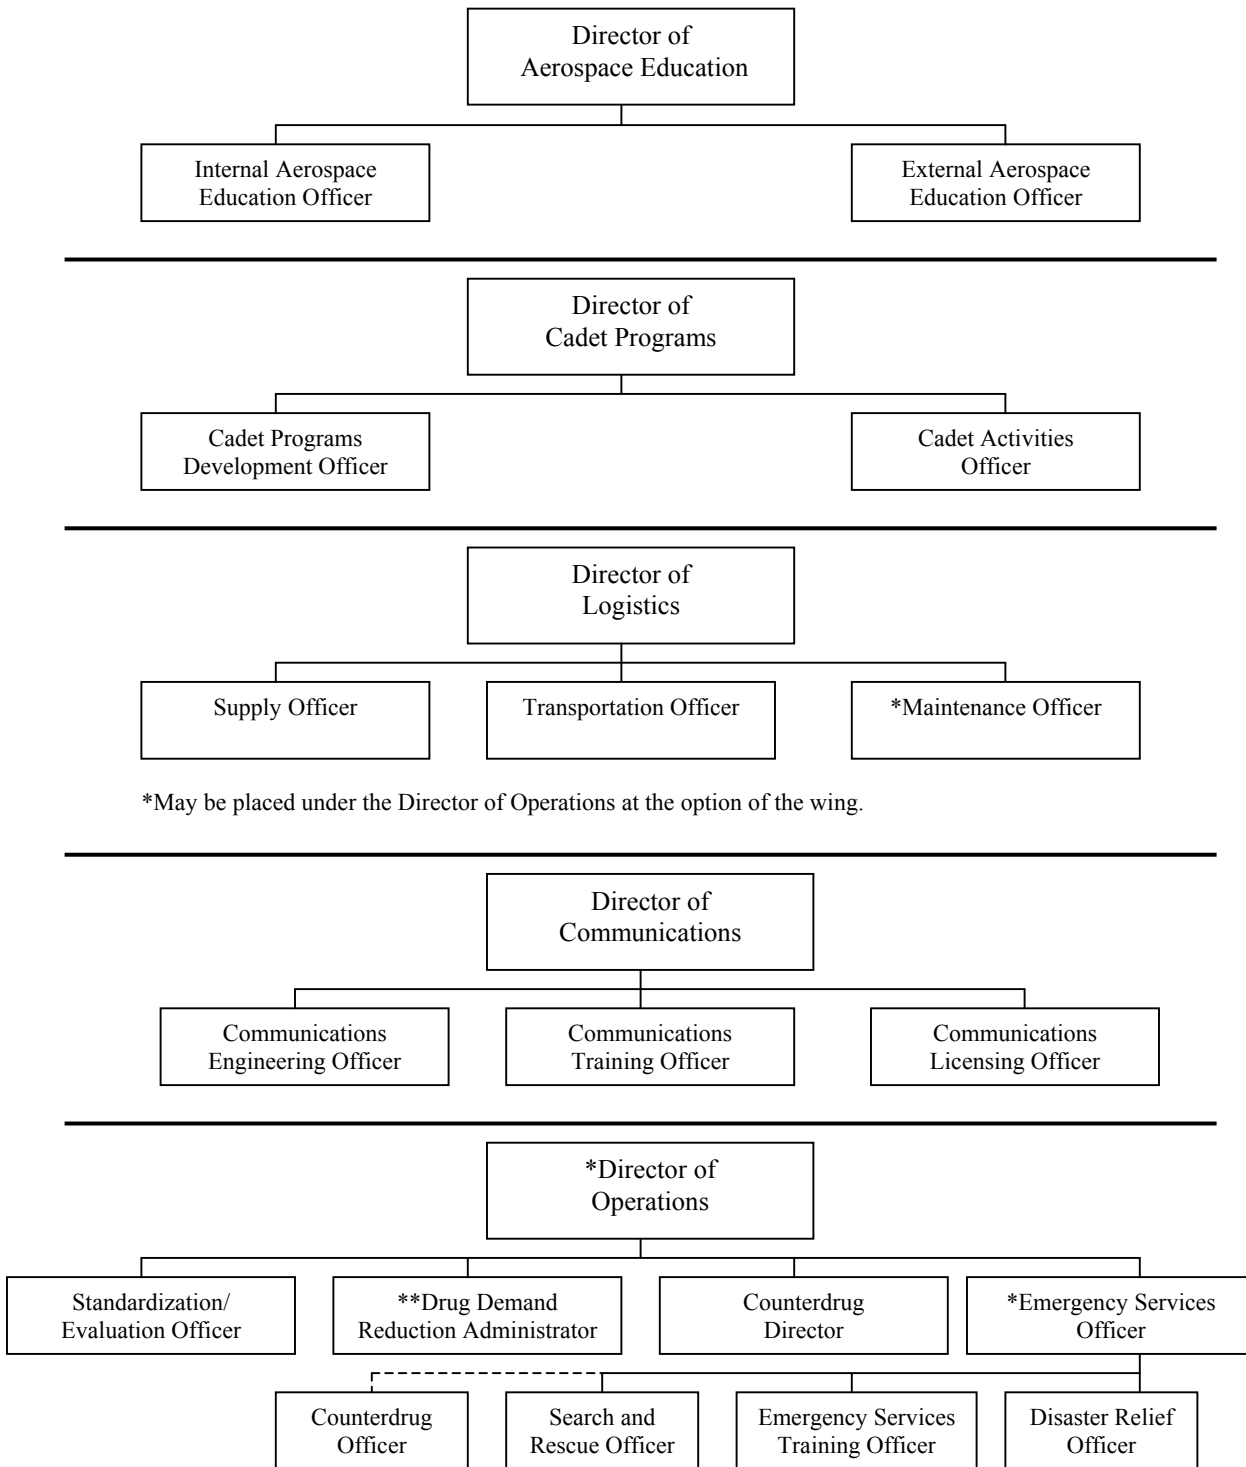 Director of
Aerospace Education
Internal Aerospace
Education Officer
External Aerospace
Education Officer
Director of
Cadet Programs
Cadet Programs
Development Officer
Cadet Activities
Officer
Director of
Logistics
Supply Officer
Transportation Officer
*Maintenance Officer
*May be placed under the Director of Operations at the option of the wing.
Director of
Communications
Communications
Engineering Officer
Communications
Training Officer
Communications
Licensing Officer
*Director of
Operations
Standardization/
Evaluation Officer
**Drug Demand
Reduction Administrator
Counterdrug
Director
*Emergency Services
Officer
Counterdrug
Officer
Search and
Rescue Officer
Emergency Services
Training Officer
Disaster Relief
Officer